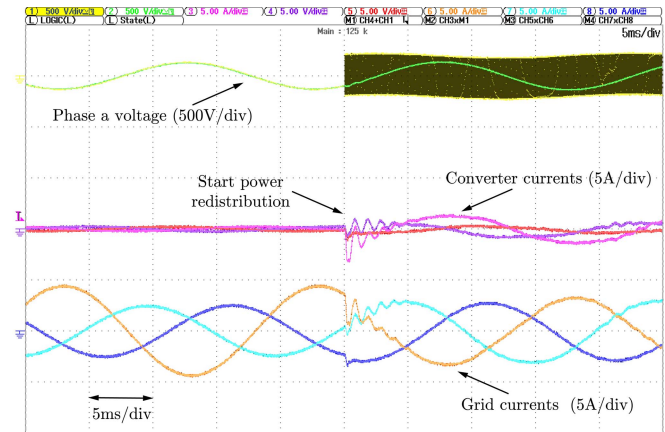 1) 500 V/div 2) 500 V/div 3) 5.00 A/div 4) 5.00 V/div 5) 5.00 V/div 6) 5.00 A/div 7) 5.00 A/div 8) 5.00 A/div
L) LOGIC(L) L) State(L) M1) CH4+CH1 M2) CH3xM1 M3) CH5xCH6 M4) CH7xCH8
Main : 125 k
5ms/div
Phase a voltage (500V/div)
Start power
redistribution
Converter currents (5A/div)
5ms/div
Grid currents (5A/div)